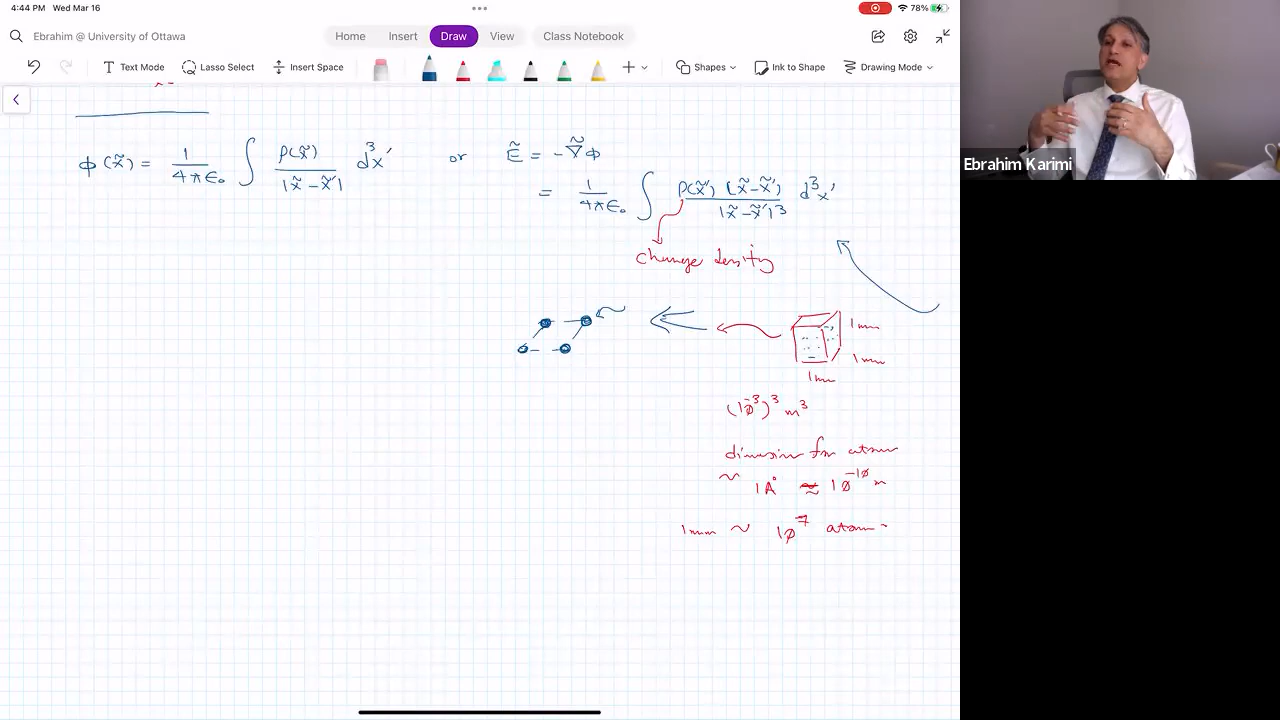 4:44 PM Wed Mar 16
78%
Ebrahim @ University of Ottawa
Home Insert Draw View Class Notebook
Text Mode Lasso Select Insert Space Shapes Ink to Shape Drawing Mode
Ebrahim Karimi
ϕ(x̃) = 1/4πϵ₀ ∫ ρ(x̃)/|x̃-x̃'| d³x' or Ẽ = -∇̃ϕ
= 1/4πϵ₀ ∫ ρ(x̃') (x̃-x̃')/|x̃-x̃'|³ d³x'
change density
1mm
1mm
1mm
(10⁻³)³ m³
dimension for atom
~ 1Å ≈ 10⁻¹⁰ m
1mm ~ 10⁷ atom